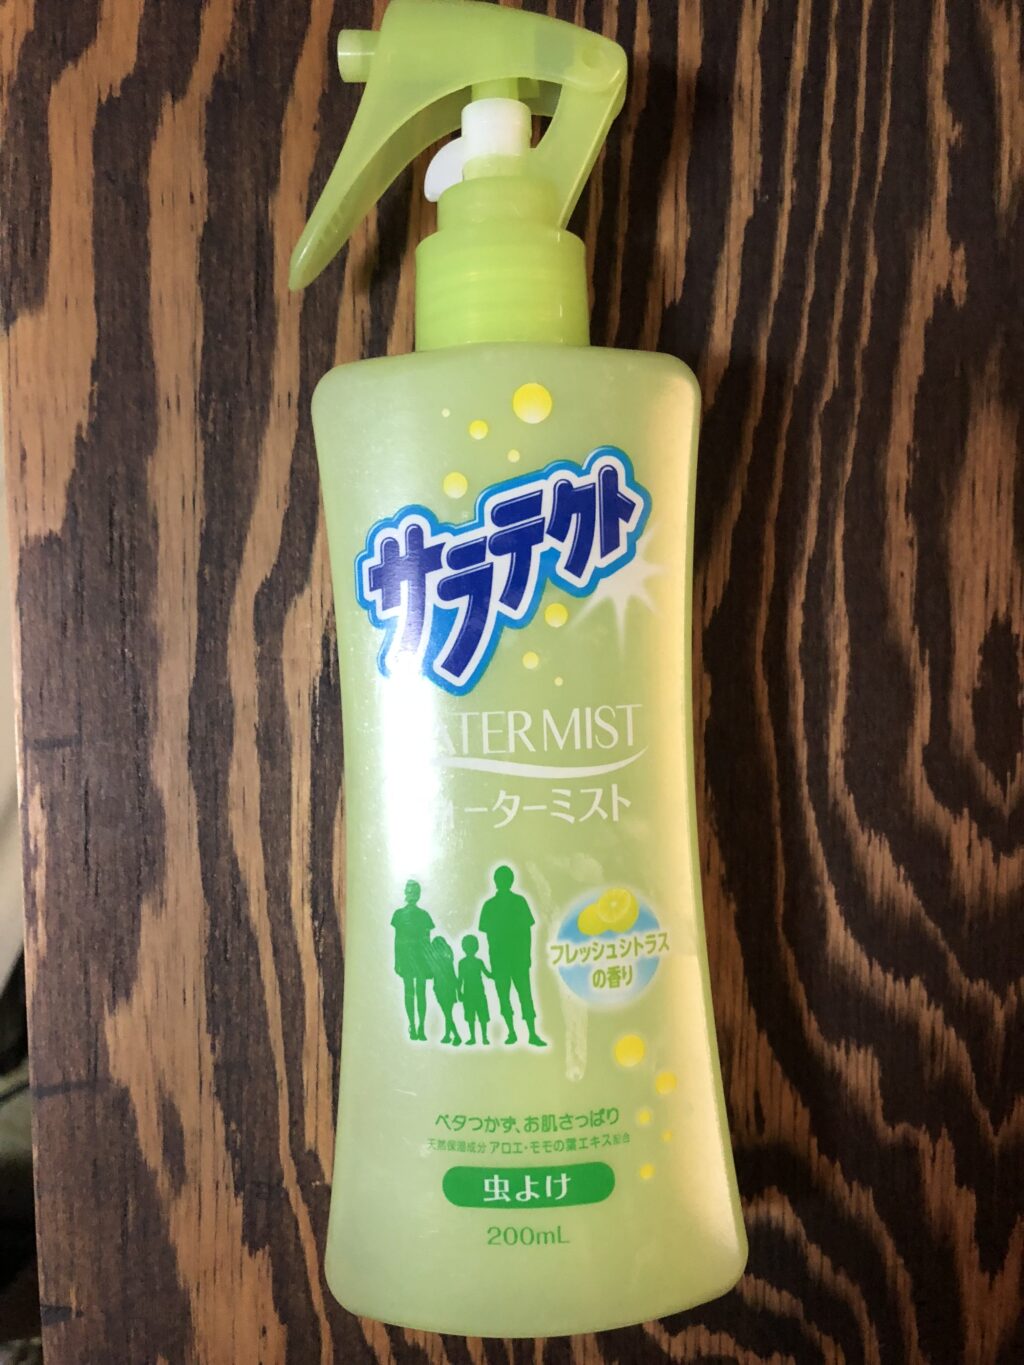 サラテクト
WATER MIST
ウォーターミスト
フレッシュシトラス
の香り
ベタつかず、お肌さっぱり
天然保湿成分 アロエ・モモの葉エキス配合
虫よけ
200mL